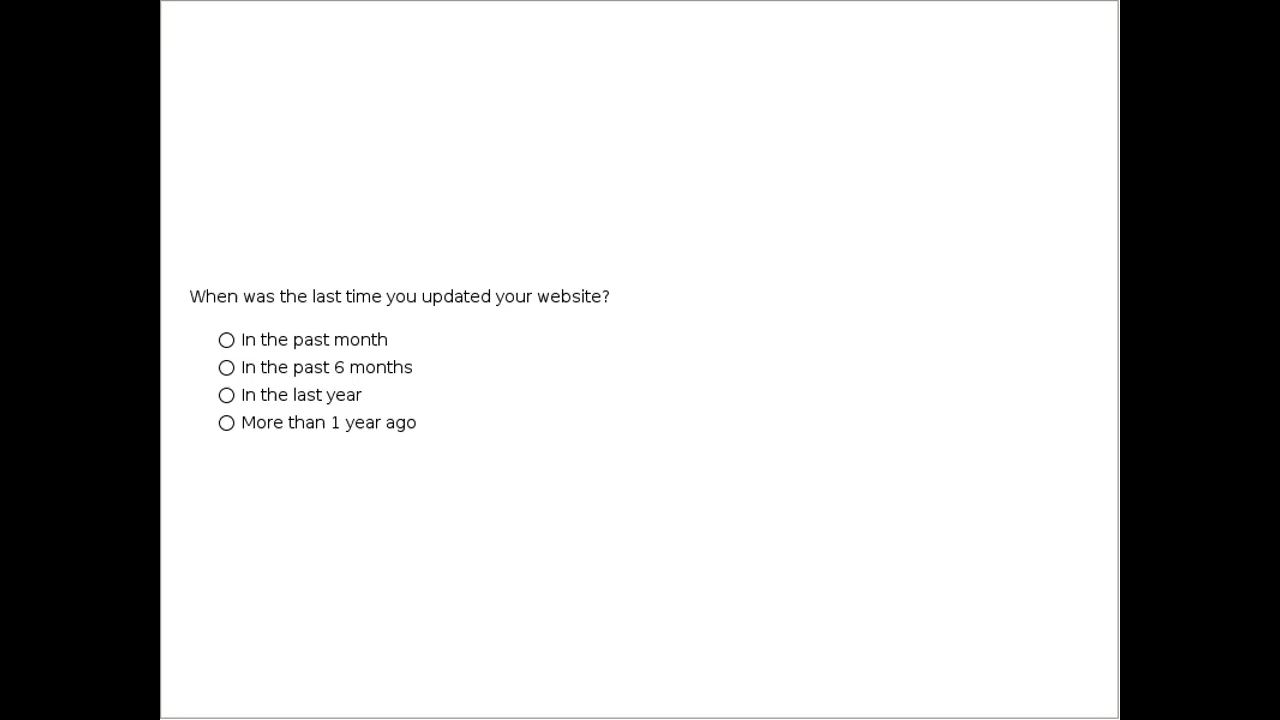 When was the last time you updated your website?
In the past month
In the past 6 months
In the last year
More than 1 year ago